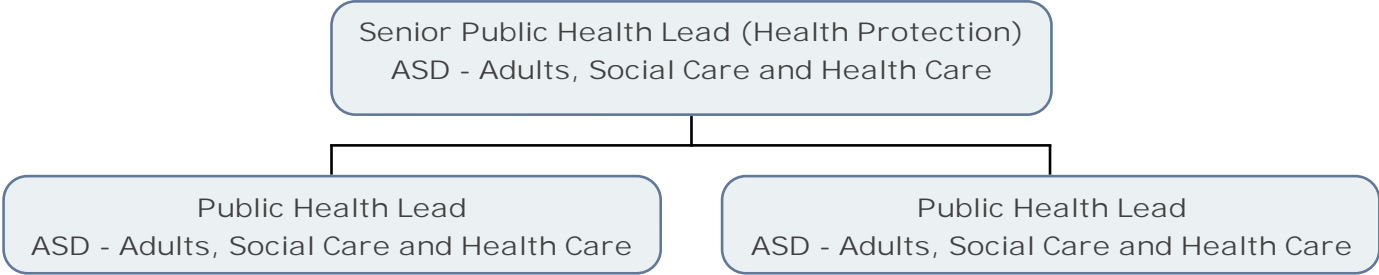 Senior Public Health Lead (Health Protection)
ASD - Adults, Social Care and Health Care
Public Health Lead
ASD - Adults, Social Care and Health Care
Public Health Lead
ASD - Adults, Social Care and Health Care